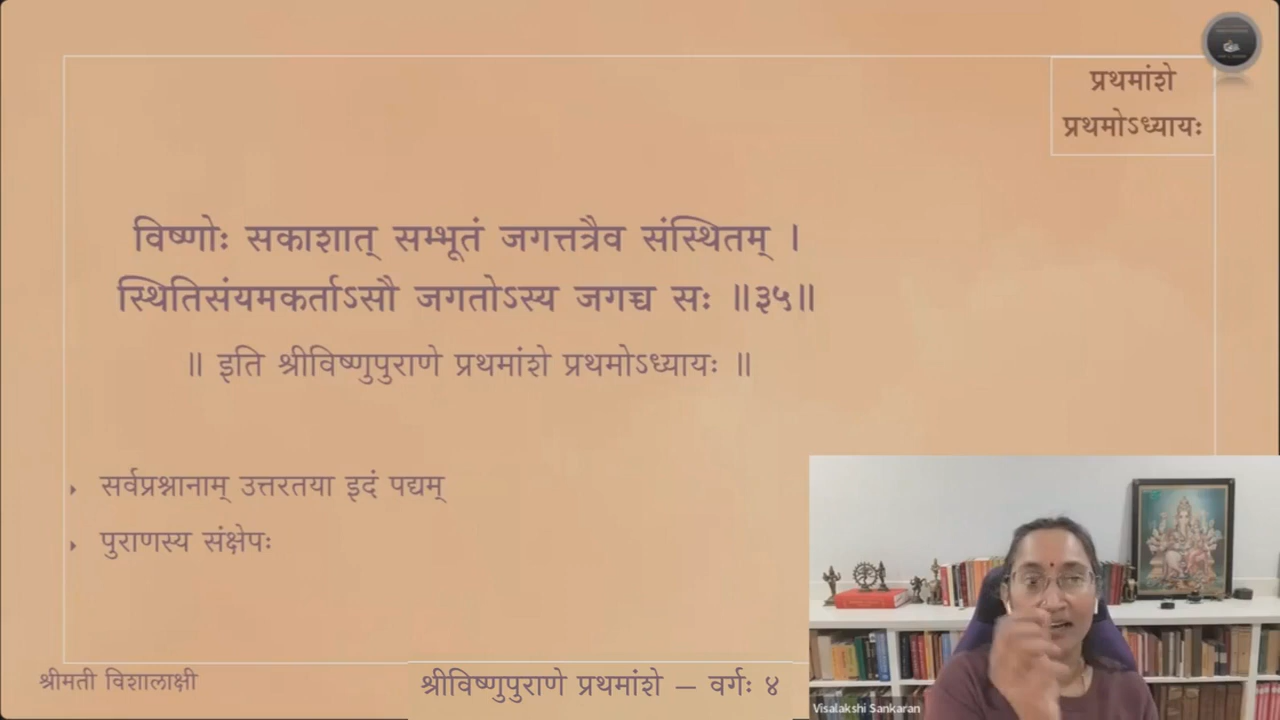 प्रथमांशे
प्रथमोऽध्यायः
विष्णोः सकाशात् सम्भूतं जगत्तत्रैव संस्थितम् ।
स्थितिसंयमकर्ताऽसौ जगतोऽस्य जगच्च सः ॥३५॥
॥ इति श्रीविष्णुपुराणे प्रथमांशे प्रथमोऽध्यायः ॥
सर्वप्रश्नानाम् उत्तरतया इदं पद्यम्
पुराणस्य संक्षेपः
श्रीमती विशालाक्षी
श्रीविष्णुपुराणे प्रथमांशे – वर्गः ४
Visalakshi Sankaran